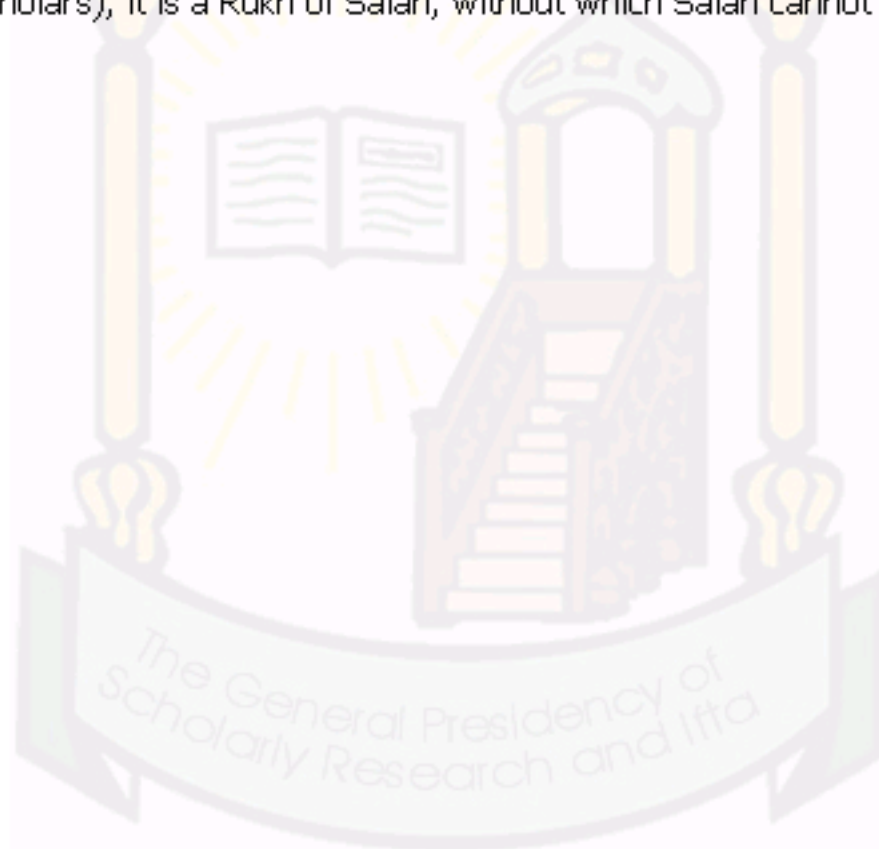 holars), it is a Rukn of Salah, without which Salah cannot
The General Presidency of
Scholarly Research and Ifta